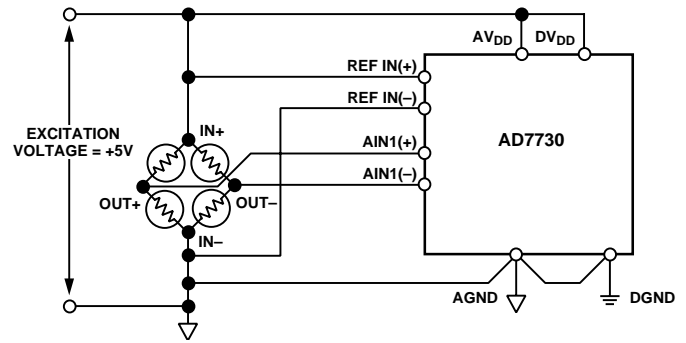 AVDD DVDD
REF IN(+)
REF IN(–)
EXCITATION
VOLTAGE = +5V
IN+
AIN1(+)
AD7730
AIN1(–)
OUT+
OUT–
IN–
AGND
DGND